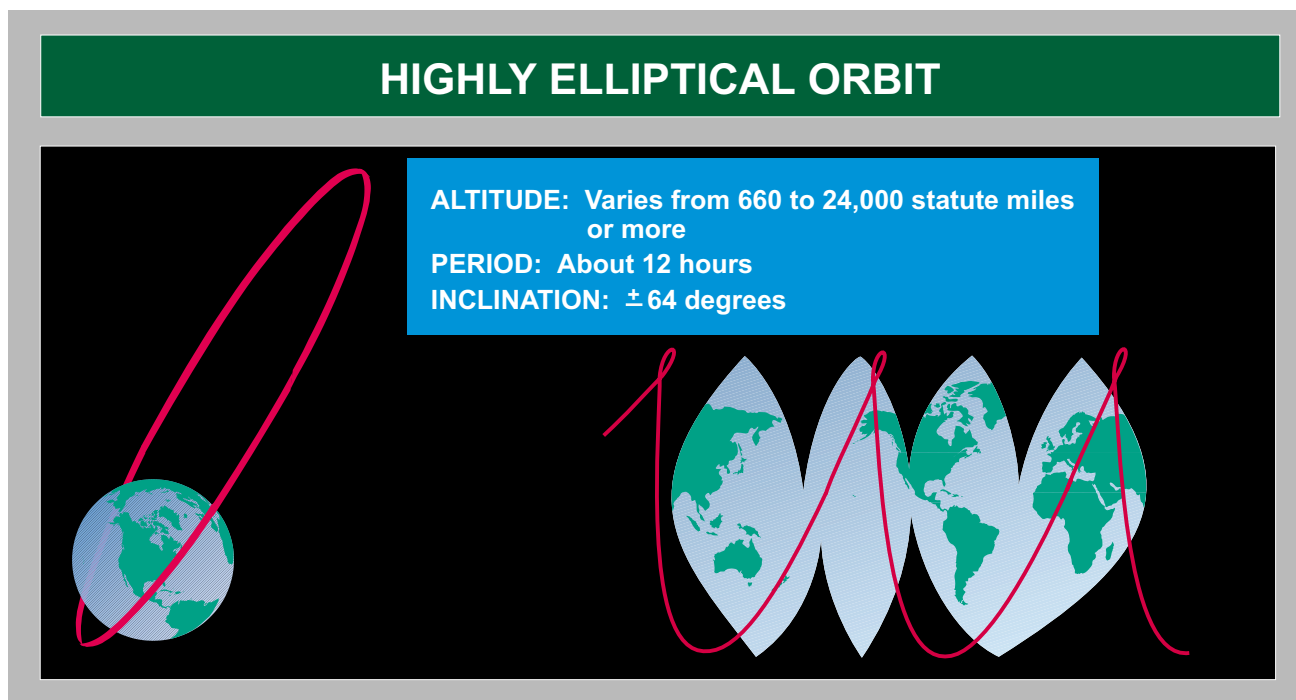 HIGHLY ELLIPTICAL ORBIT
ALTITUDE: Varies from 660 to 24,000 statute miles
or more
PERIOD: About 12 hours
INCLINATION: ± 64 degrees